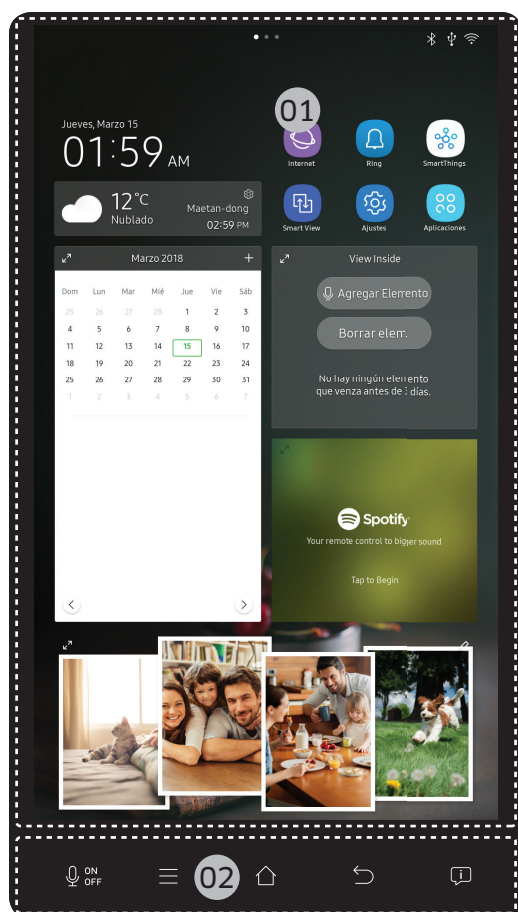 01
Jueves, Marzo 15
01:59 AM
Internet
Ring
SmartThings
12°C
Nublado
Maetan-dong
02:59 PM
Smart View
Ajustes
Aplicaciones
Marzo 2018 +
Dom Lun Mar Mié Jue Vie Sáb
25 26 27 28 1 2 3
4 5 6 7 8 9 10
11 12 13 14 15 16 17
18 19 20 21 22 23 24
25 26 27 28 29 30 31
1 2 3 4 5 6 7
View Inside
Agregar Elemento
Borrar elem.
No hay ningún elemento
que venza antes de 3 días.
Spotify
Your remote control to bigger sound
Tap to Begin
ON
OFF
02